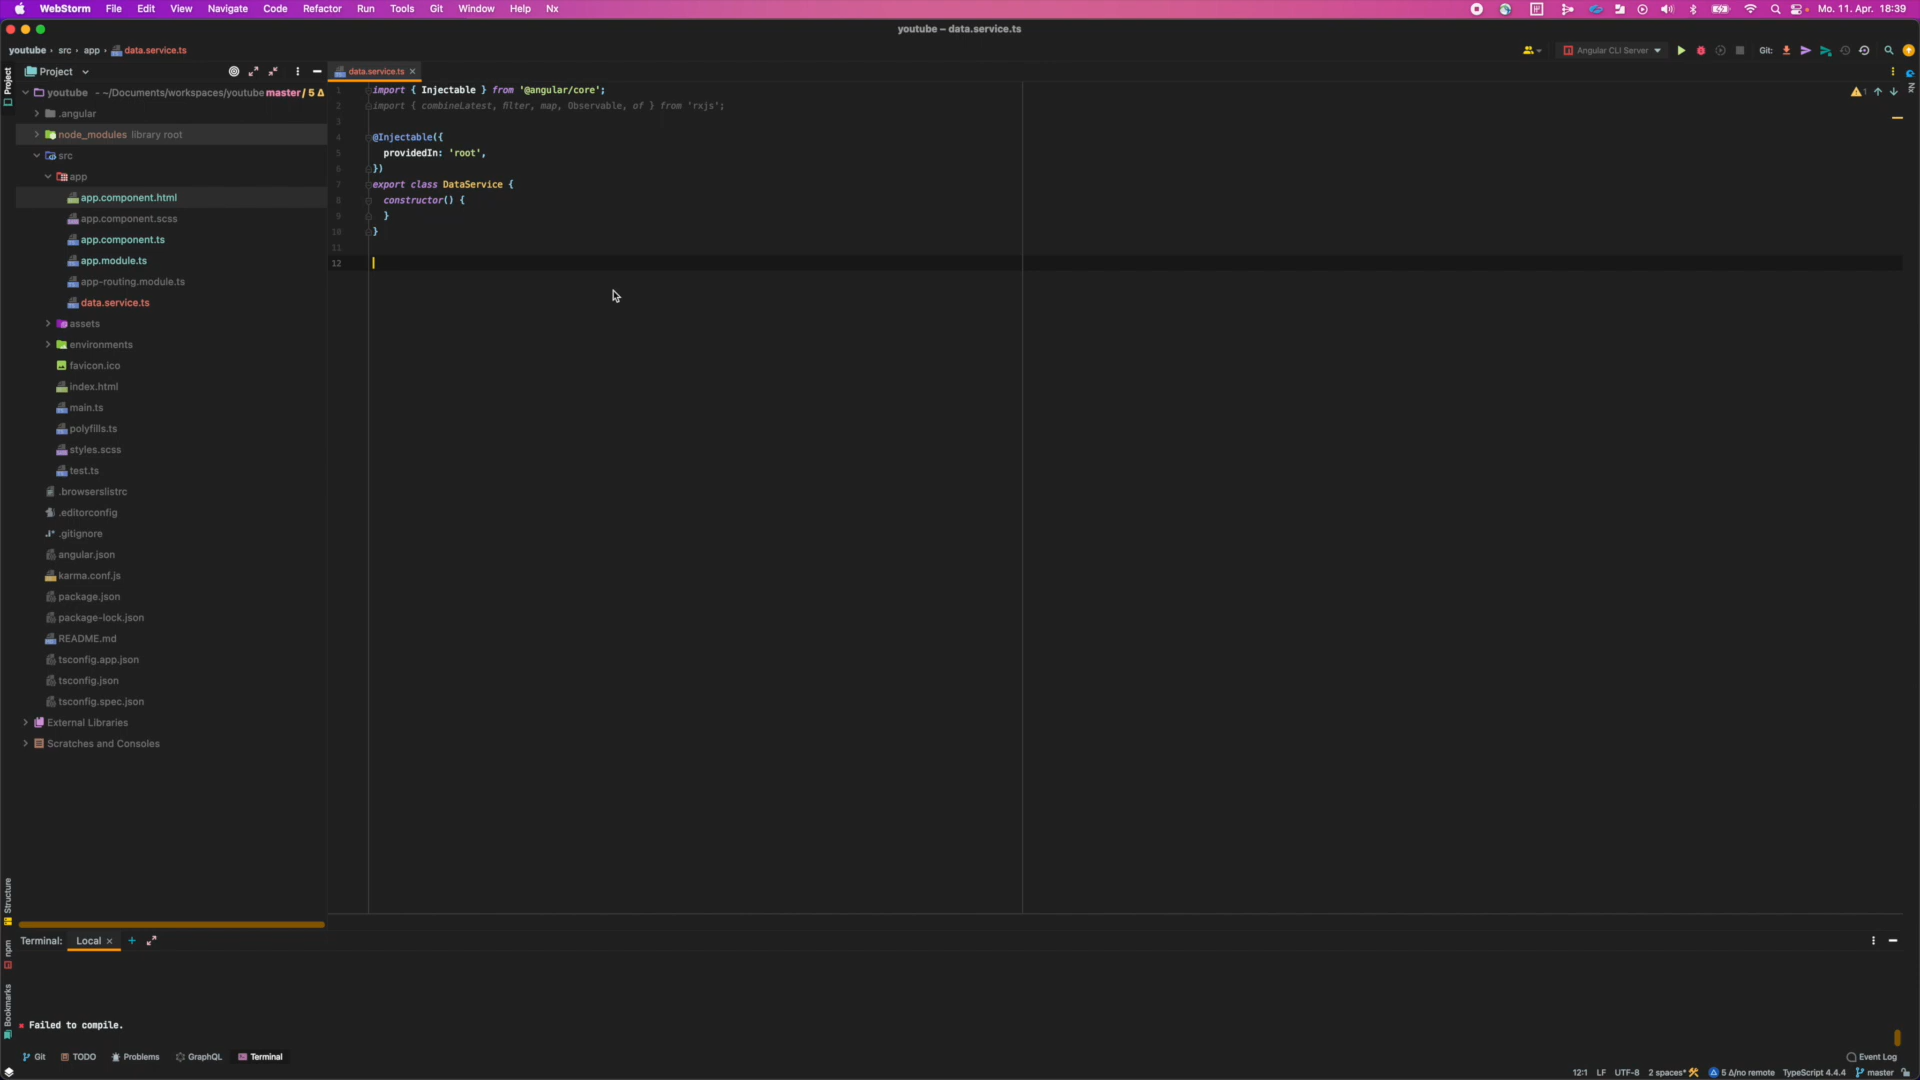 WebStorm File Edit View Navigate Code Refactor Run Tools Git Window Help Nx Mo. 11. Apr. 18:39
youtube – data.service.ts
youtube › src › app › data.service.ts
Angular CLI Server
Git:
Project
data.service.ts
youtube - ~/Documents/workspaces/youtube master / 5 Δ
.angular
node_modules library root
src
app
app.component.html
app.component.scss
app.component.ts
app.module.ts
app-routing.module.ts
data.service.ts
assets
environments
favicon.ico
index.html
main.ts
polyfills.ts
styles.scss
test.ts
.browserslistrc
.editorconfig
.gitignore
angular.json
karma.conf.js
package.json
package-lock.json
README.md
tsconfig.app.json
tsconfig.json
tsconfig.spec.json
External Libraries
Scratches and Consoles
1 import { Injectable } from '@angular/core';
2 import { combineLatest, filter, map, Observable, of } from 'rxjs';
3
4 @Injectable({
5 providedIn: 'root',
6 })
7 export class DataService {
8 constructor() {
9 }
10 }
11
12
1
Project
Nx
Structure
npm
Bookmarks
Terminal: Local
Failed to compile.
Git TODO Problems GraphQL Terminal Event Log
12:1 LF UTF-8 2 spaces* 5 Δ/no remote TypeScript 4.4.4 master